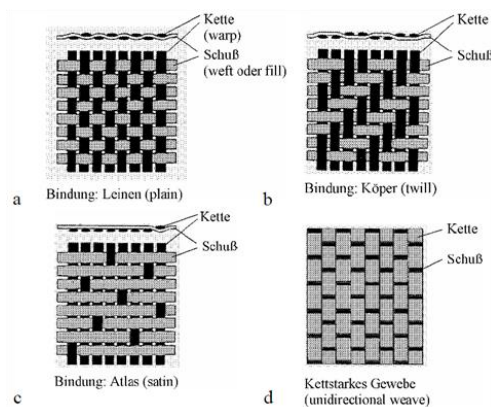 Kette
(warp)
Schuß
(weft oder fill)
a
Bindung: Leinen (plain)
Kette
Schuß
b
Bindung: Köper (twill)
Kette
Schuß
c
Bindung: Atlas (satin)
Kette
Schuß
d
Kettstarkes Gewebe
(unidirectional weave)